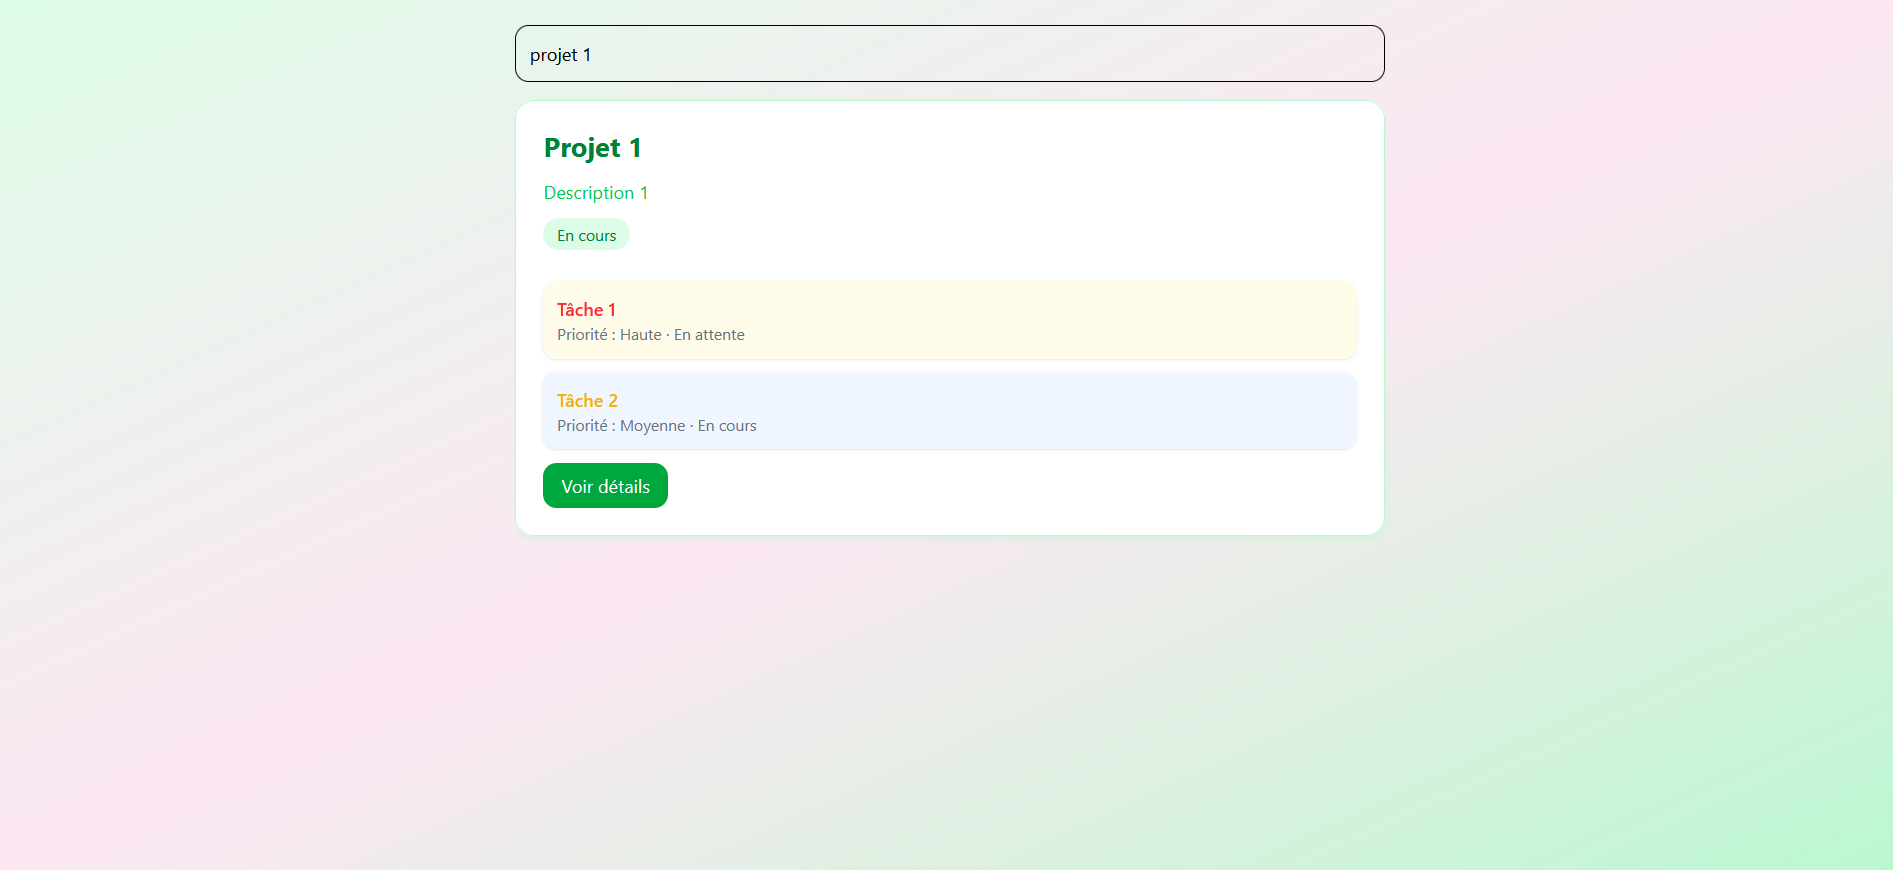 projet 1
Projet 1
Description 1
En cours
Tâche 1
Priorité : Haute · En attente
Tâche 2
Priorité : Moyenne · En cours
Voir détails